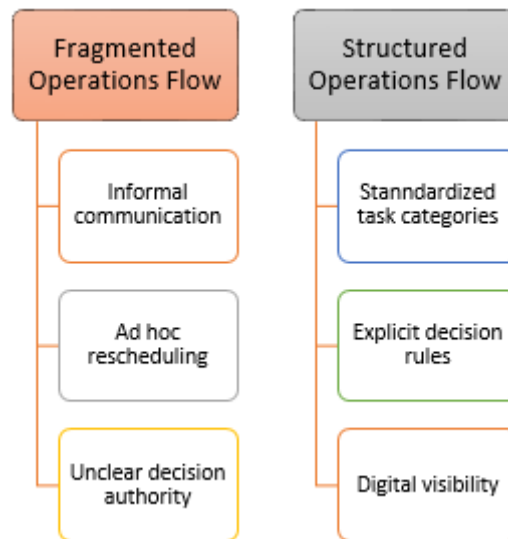 Fragmented
Operations Flow
Informal
communication
Ad hoc
rescheduling
Unclear decision
authority
Structured
Operations Flow
Stanndardized
task categories
Explicit decision
rules
Digital visibility